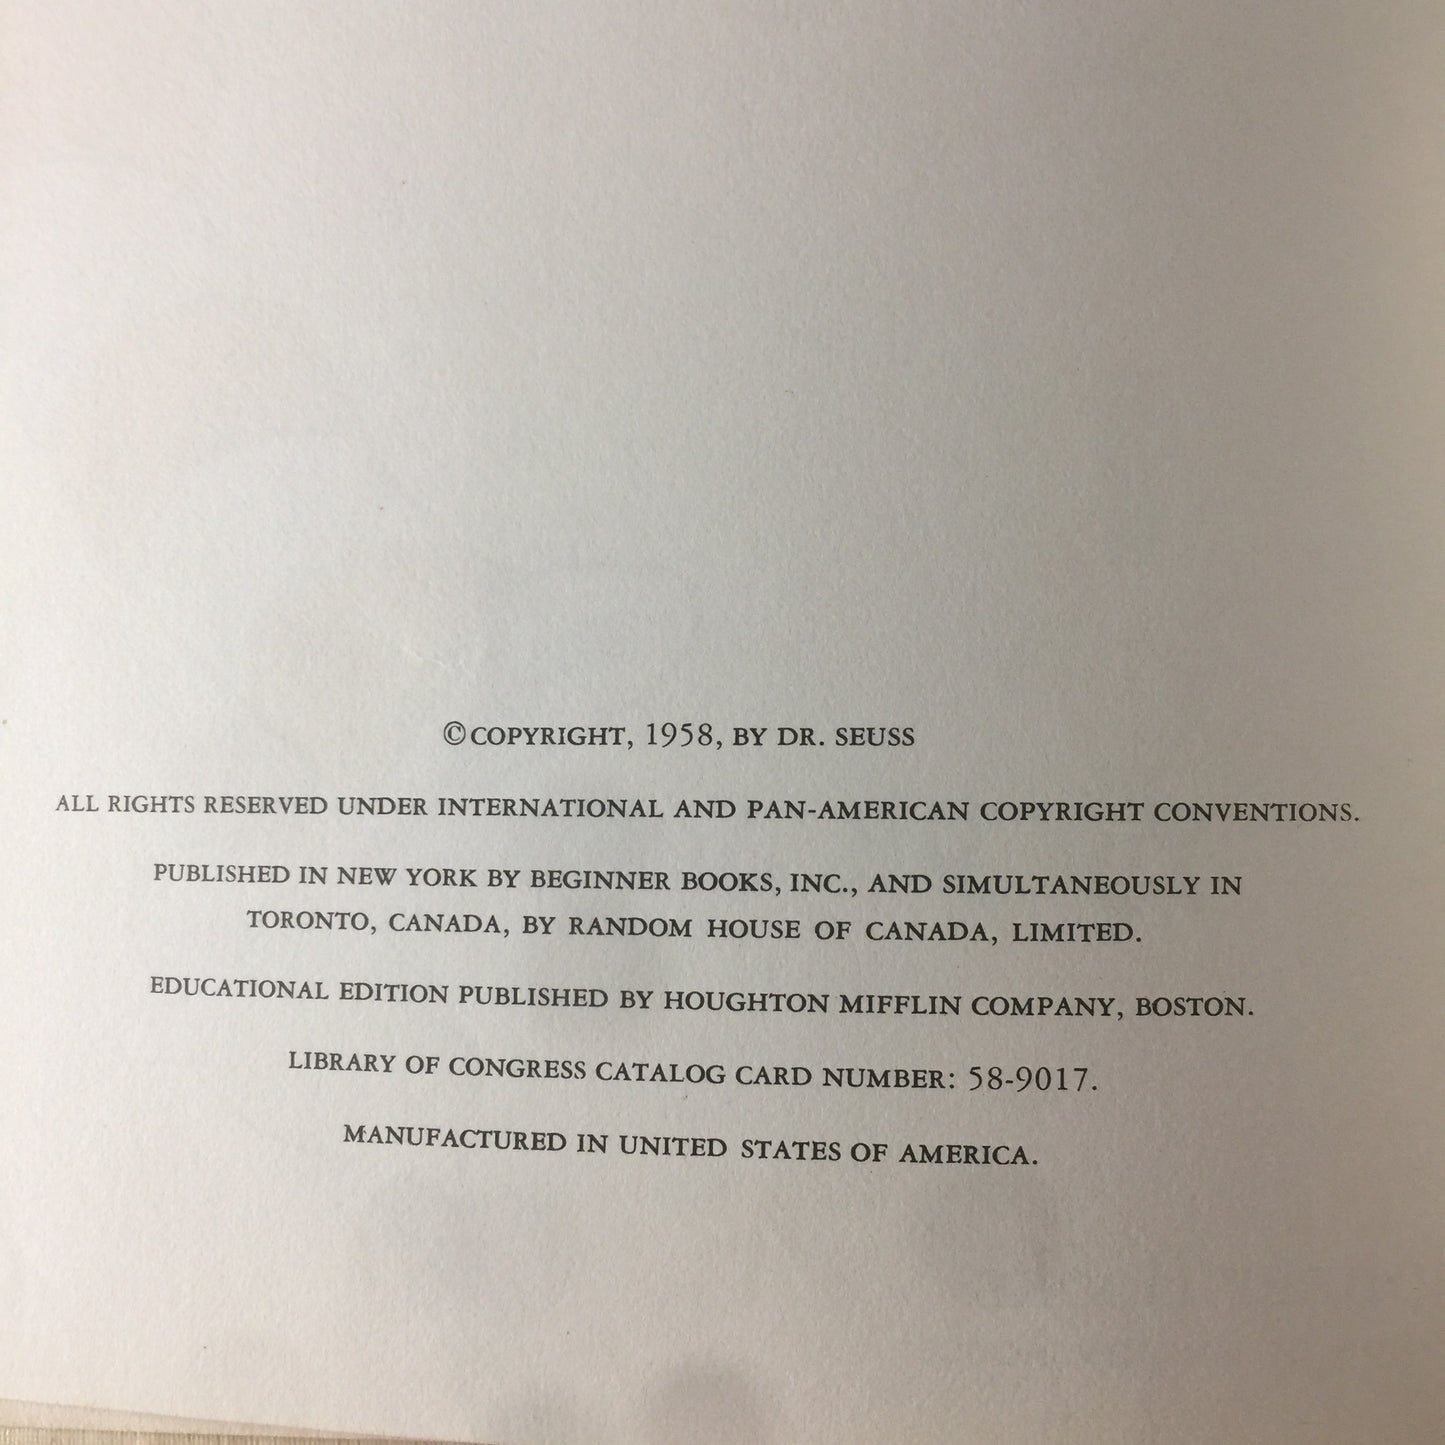 ©COPYRIGHT, 1958, BY DR. SEUSS
ALL RIGHTS RESERVED UNDER INTERNATIONAL AND PAN-AMERICAN COPYRIGHT CONVENTIONS.
PUBLISHED IN NEW YORK BY BEGINNER BOOKS, INC., AND SIMULTANEOUSLY IN
TORONTO, CANADA, BY RANDOM HOUSE OF CANADA, LIMITED.
EDUCATIONAL EDITION PUBLISHED BY HOUGHTON MIFFLIN COMPANY, BOSTON.
LIBRARY OF CONGRESS CATALOG CARD NUMBER: 58-9017.
MANUFACTURED IN UNITED STATES OF AMERICA.